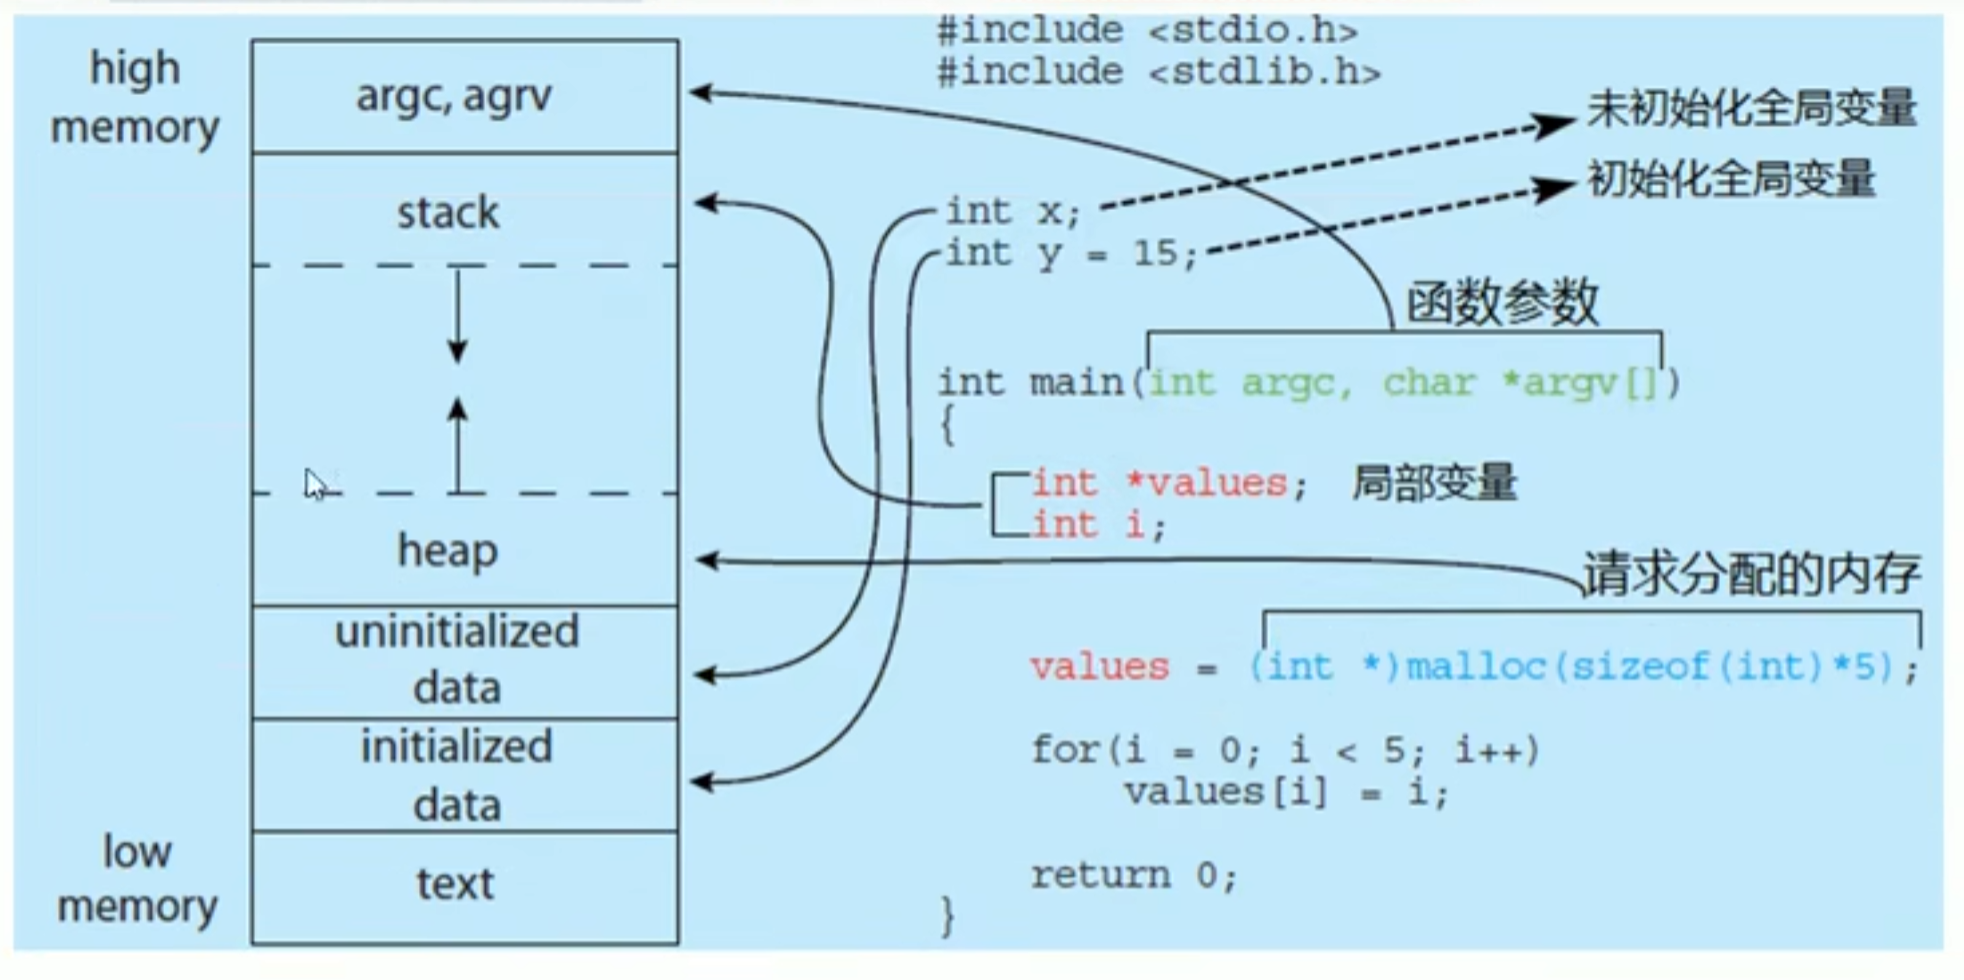 high
memory
argc, agrv
stack
heap
uninitialized
data
initialized
data
low
memory
text
#include <stdio.h>
#include <stdlib.h>
未初始化全局变量
初始化全局变量
int x;
int y = 15;
函数参数
int main(int argc, char *argv[])
{
int *values; 局部变量
int i;
请求分配的内存
values = (int *)malloc(sizeof(int)*5);
for(i = 0; i < 5; i++)
values[i] = i;
return 0;
}